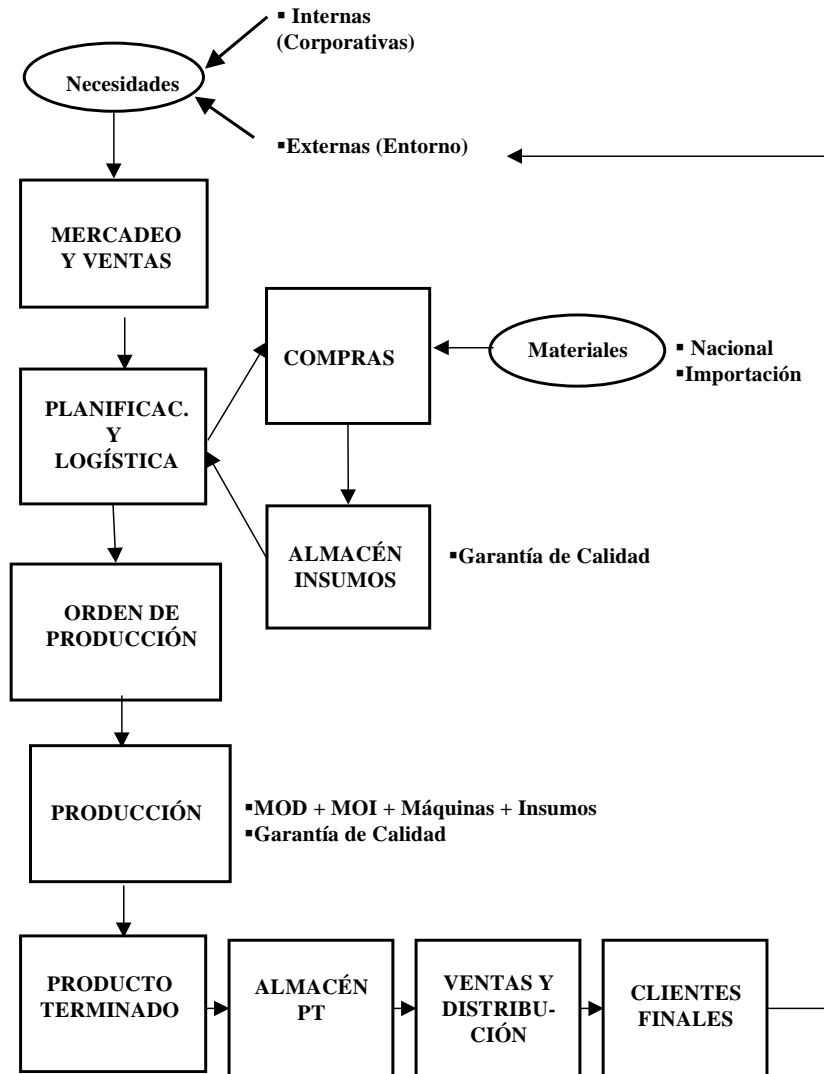 ▪ Internas
(Corporativas)
Necesidades
▪Externas (Entorno)
MERCADEO
Y VENTAS
COMPRAS
Materiales
▪ Nacional
▪Importación
PLANIFICAC.
Y
LOGÍSTICA
ALMACÉN
INSUMOS
▪Garantía de Calidad
ORDEN DE
PRODUCCIÓN
PRODUCCIÓN
▪MOD + MOI + Máquinas + Insumos
▪Garantía de Calidad
PRODUCTO
TERMINADO
ALMACÉN
PT
VENTAS Y
DISTRIBU-
CIÓN
CLIENTES
FINALES